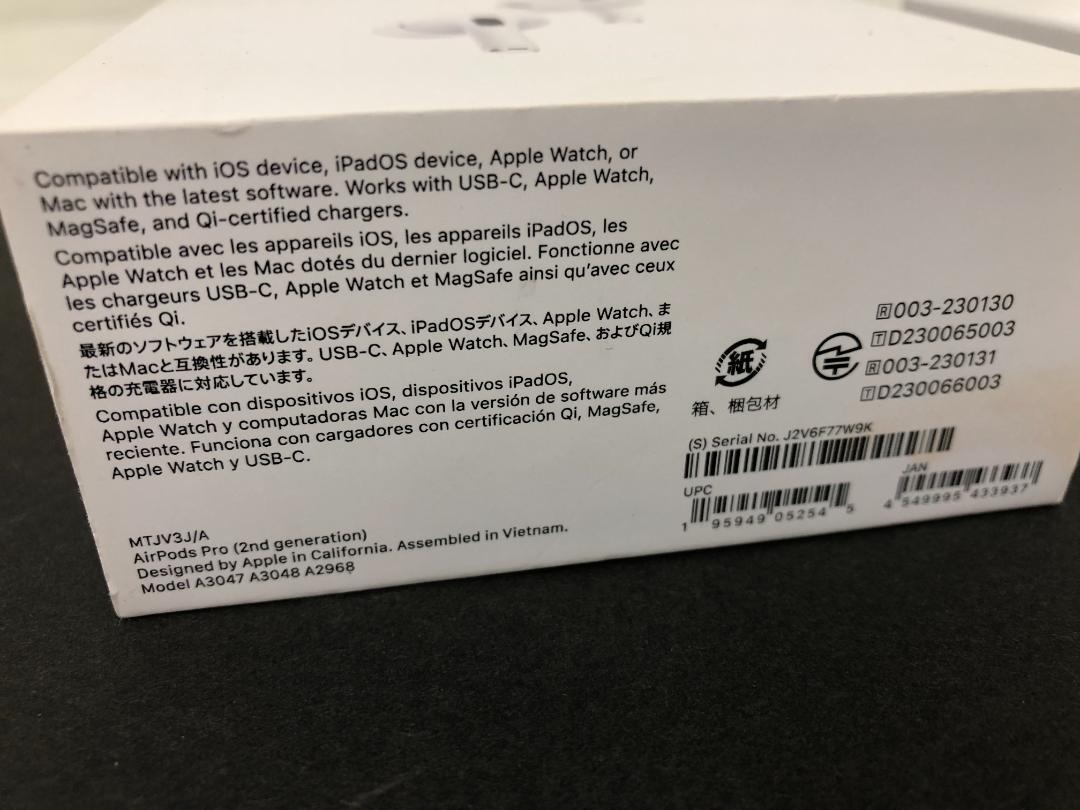 Compatible with iOS device, iPadOS device, Apple Watch, or
Mac with the latest software. Works with USB-C, Apple Watch,
MagSafe, and Qi-certified chargers.
Compatible avec les appareils iOS, les appareils iPadOS, les
Apple Watch et les Mac dotés du dernier logiciel. Fonctionne avec
les chargeurs USB-C, Apple Watch et MagSafe ainsi qu'avec ceux
certifiés Qi.
最新のソフトウェアを搭載したiOSデバイス、iPadOSデバイス、Apple Watch、ま
たはMacと互換性があります。USB-C、Apple Watch、MagSafe、およびQi規
格の充電器に対応しています。
Compatible con dispositivos iOS, dispositivos iPadOS,
Apple Watch y computadoras Mac con la versión de software más
reciente. Funciona con cargadores con certificación Qi, MagSafe,
Apple Watch y USB-C.
MTJV3J/A
AirPods Pro (2nd generation)
Designed by Apple in California. Assembled in Vietnam.
Model A3047 A3048 A2968
紙
箱、梱包材
R 003-230130
T D230065003
R 003-230131
T D230066003
(S) Serial No. J2V6F77W9K
UPC
1 95949 05254 5
JAN
4 549995 433937